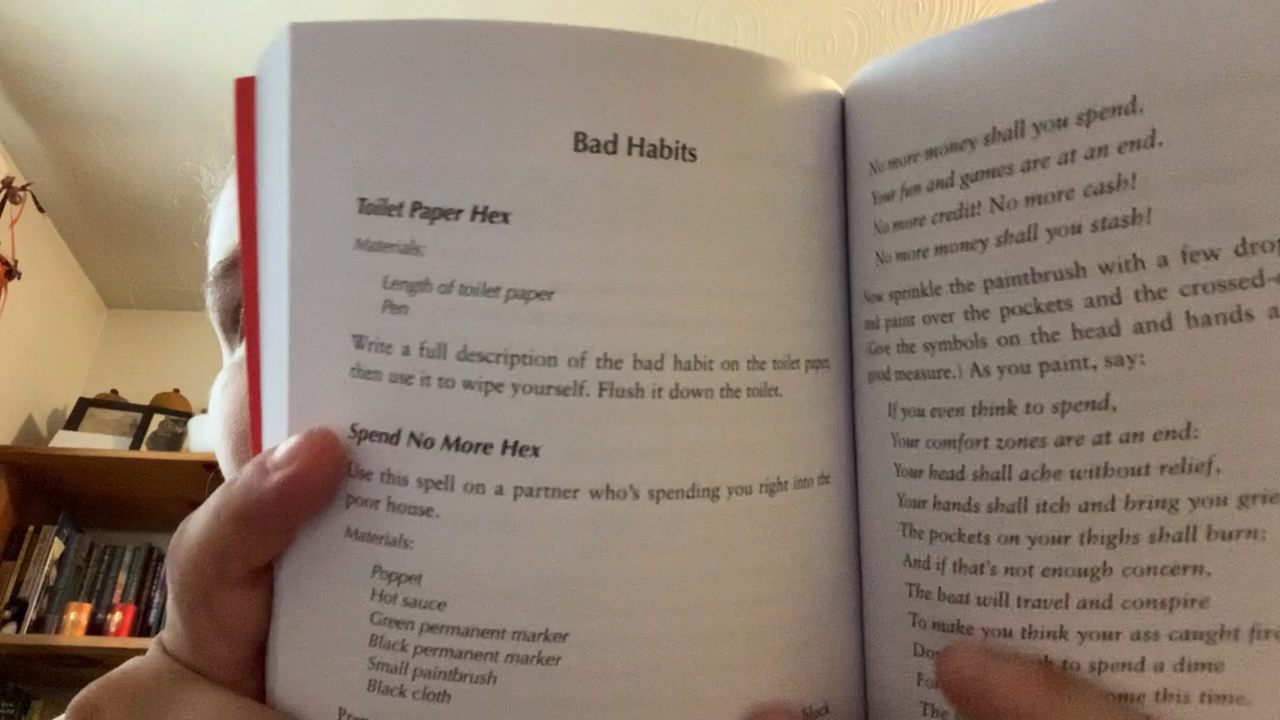 Bad Habits
Toilet Paper Hex
Materials:
Length of toilet paper
Pen
Write a full description of the bad habit on the toilet paper,
then use it to wipe yourself. Flush it down the toilet.
Spend No More Hex
Use this spell on a partner who's spending you right into the
poor house.
Materials:
Poppet
Hot sauce
Green permanent marker
Black permanent marker
Small paintbrush
Black cloth
black
No more money shall you spend.
Your fun and games are at an end.
No more credit! No more cash!
No more money shall you stash!
Now sprinkle the paintbrush with a few
and paint over the pockets and the
Give the symbols on the head and hands
good measure.) As you paint, say:
If you even think to spend,
Your comfort zones are at an end:
Your head shall ache without relief,
Your hands shall itch and bring you
The pockets on your thighs shall burn;
And if that's not enough concern,
The heat will travel and conspire
To make you think your ass caught
to spend a dime
this time.
The